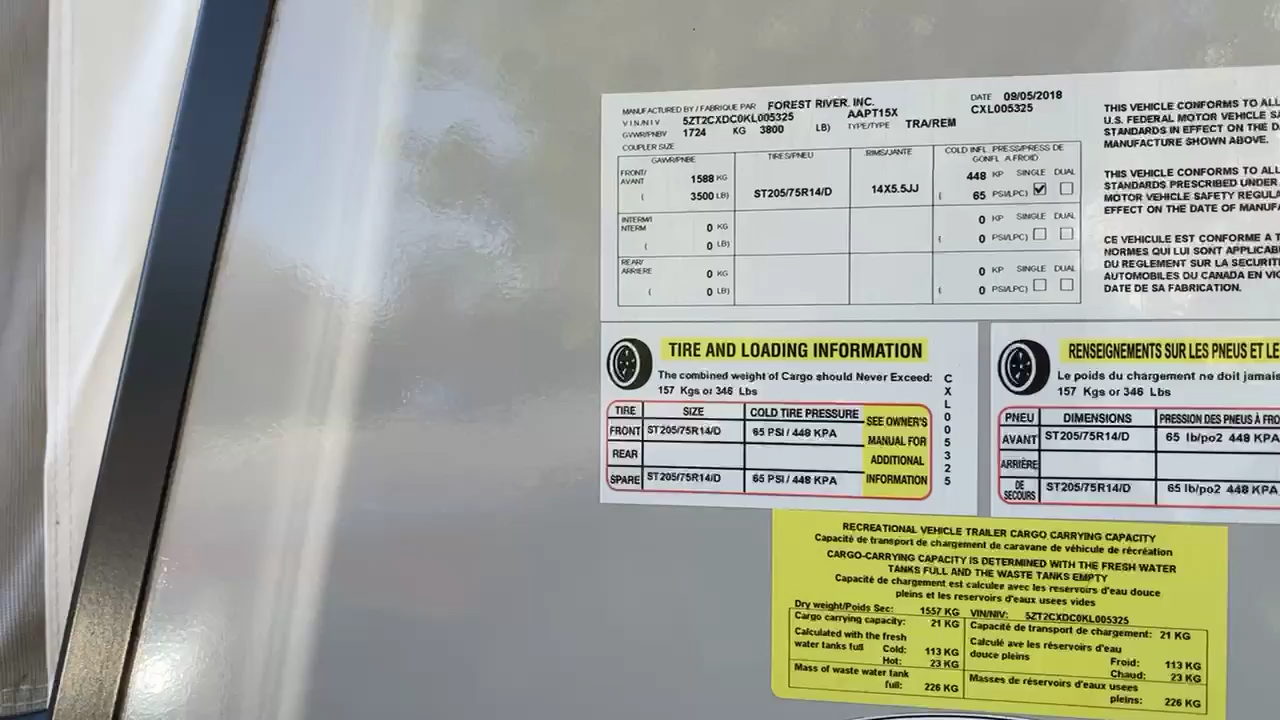 MANUFACTURED BY / FABRIQUE PAR FOREST RIVER, INC. DATE 09/05/2018
V I N / N I V 5ZT2CXDC0KL005325 AAPT15X CXL005325
GVWR/PNBV 1724 KG 3800 LB) TYPE/TYPE TRA/REM
COUPLER SIZE
GAWR/PNBE TIRES/PNEU RIMS/JANTE COLD INFL. PRESS/PRESS DE GONFL A FROID
FRONT/ AVANT 1588 KG 448 KP SINGLE DUAL
( 3500 LB) ST205/75R14/D 14X5.5JJ ( 65 PSI/LPC)
INTERM/I NTERM 0 KG 0 KP SINGLE DUAL
( 0 LB) ( 0 PSI/LPC)
REAR/ ARRIERE 0 KG 0 KP SINGLE DUAL
( 0 LB) ( 0 PSI/LPC)
THIS VEHICLE CONFORMS TO ALL
U.S. FEDERAL MOTOR VEHICLE
STANDARDS IN EFFECT ON THE
MANUFACTURE SHOWN ABOVE.
THIS VEHICLE CONFORMS TO ALL
STANDARDS PRESCRIBED UNDER
MOTOR VEHICLE SAFETY
EFFECT ON THE DATE OF
CE VEHICULE EST CONFORME A
NORMES QUI LUI SONT
DU REGLEMENT SUR LA
AUTOMOBILES DU CANADA EN
DATE DE SA FABRICATION.
TIRE AND LOADING INFORMATION
The combined weight of Cargo should Never Exceed:
157 Kgs or 346 Lbs
TIRE SIZE COLD TIRE PRESSURE
FRONT ST205/75R14/D 65 PSI / 448 KPA
REAR
SPARE ST205/75R14/D 65 PSI / 448 KPA
SEE OWNER'S
MANUAL FOR
ADDITIONAL
INFORMATION
CXL005325
RENSEIGNEMENTS SUR LES PNEUS ET LE
Le poids du chargement ne doit jamais
157 Kgs or 346 Lbs
PNEU DIMENSIONS PRESSION DES PNEUS À
AVANT ST205/75R14/D 65 lb/po2 448 KPA
ARRIÈRE
DE SECOURS ST205/75R14/D 65 lb/po2 448 KPA
RECREATIONAL VEHICLE TRAILER CARGO CARRYING CAPACITY
Capacité de transport de chargement de caravane de véhicule de récréation
CARGO-CARRYING CAPACITY IS DETERMINED WITH THE FRESH WATER
TANKS FULL AND THE WASTE TANKS EMPTY
Capacité de chargement est calculee avec les reservoirs d'eau douce
pleins et les reservoirs d'eaux usees vides
Dry weight/Poids Sec: 1557 KG VIN/NIV: 5ZT2CXDC0KL005325
Cargo carrying capacity: 21 KG Capacité de transport de chargement: 21 KG
Calculated with the fresh Calculé ave les réservoirs d'eau
water tanks full Cold: 113 KG douce pleins Froid: 113 KG
Hot: 23 KG Chaud: 23 KG
Mass of waste water tank Masses de réservoirs d'eaux usees
full: 226 KG pleins: 226 KG